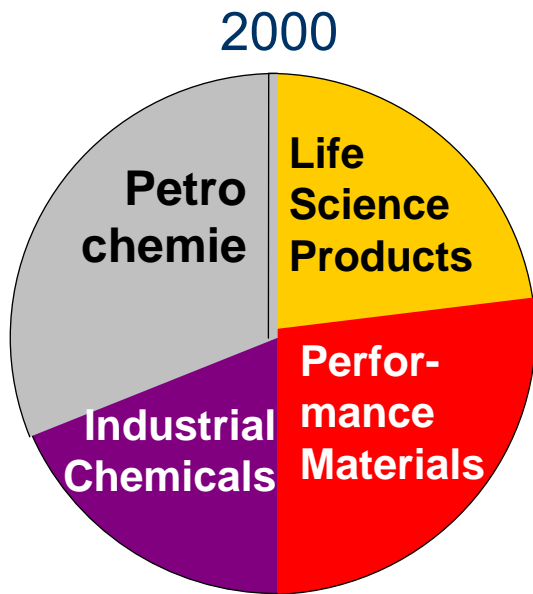 2000
Life
Science
Products
Petro
chemie
Perfor-
mance
Materials
Industrial
Chemicals